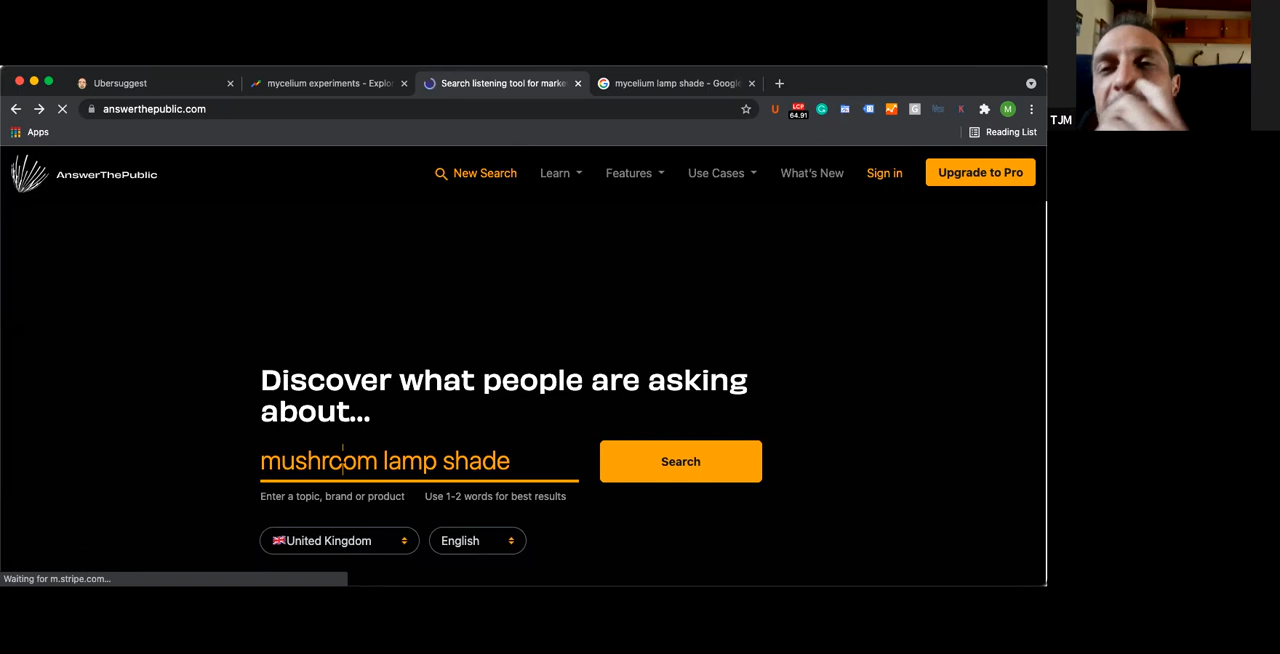 Ubersuggest
mycelium experiments - Explo
Search listening tool for marke
mycelium lamp shade - Google
answerthepublic.com
LCP
64.91
Apps
Reading List
AnswerThePublic
New Search
Learn
Features
Use Cases
What's New
Sign in
Upgrade to Pro
Discover what people are asking
about...
mushroom lamp shade
Search
Enter a topic, brand or product
Use 1-2 words for best results
United Kingdom
English
Waiting for m.stripe.com...
TJM